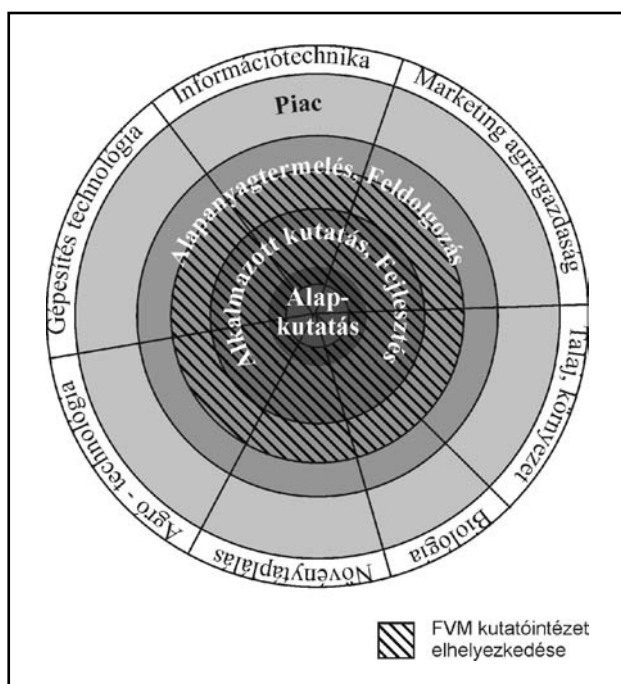 Információtechnika
Marketing agrárgazdaság
Talaj, környezet
Biológia
Növénytáplálás
Agró - technológia
Gépesítés technológia
Piac
Alapanyagtermelés, Feldolgozás
Alkalmazott kutatás, Fejlesztés
Alap-
kutatás
FVM kutatóintézet
elhelyezkedése